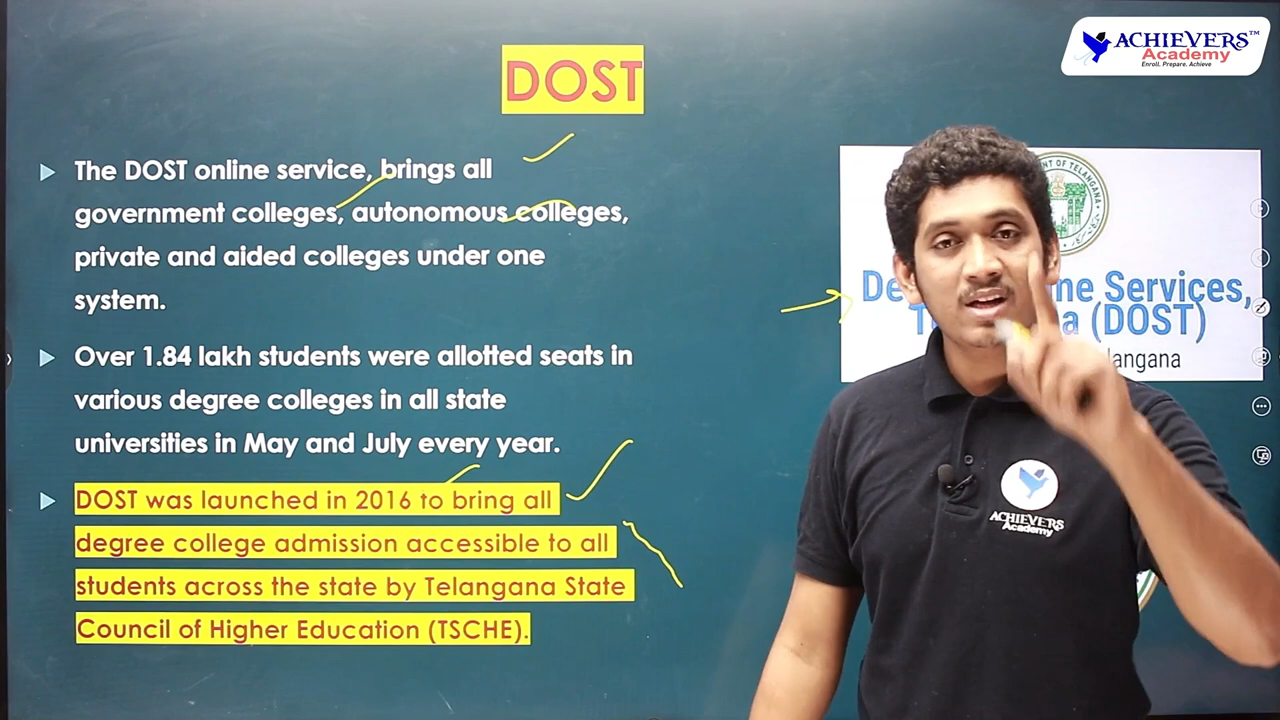 ACHIEVERS™
Academy
Enroll. Prepare. Achieve
DOST
The DOST online service, brings all
government colleges, autonomous colleges,
private and aided colleges under one
system.
Over 1.84 lakh students were allotted seats in
various degree colleges in all state
universities in May and July every year.
DOST was launched in 2016 to bring all
degree college admission accessible to all
students across the state by Telangana State
Council of Higher Education (TSCHE).
OF TELANGANA
Services,
(DOST)
ACHIEVERS
Academy